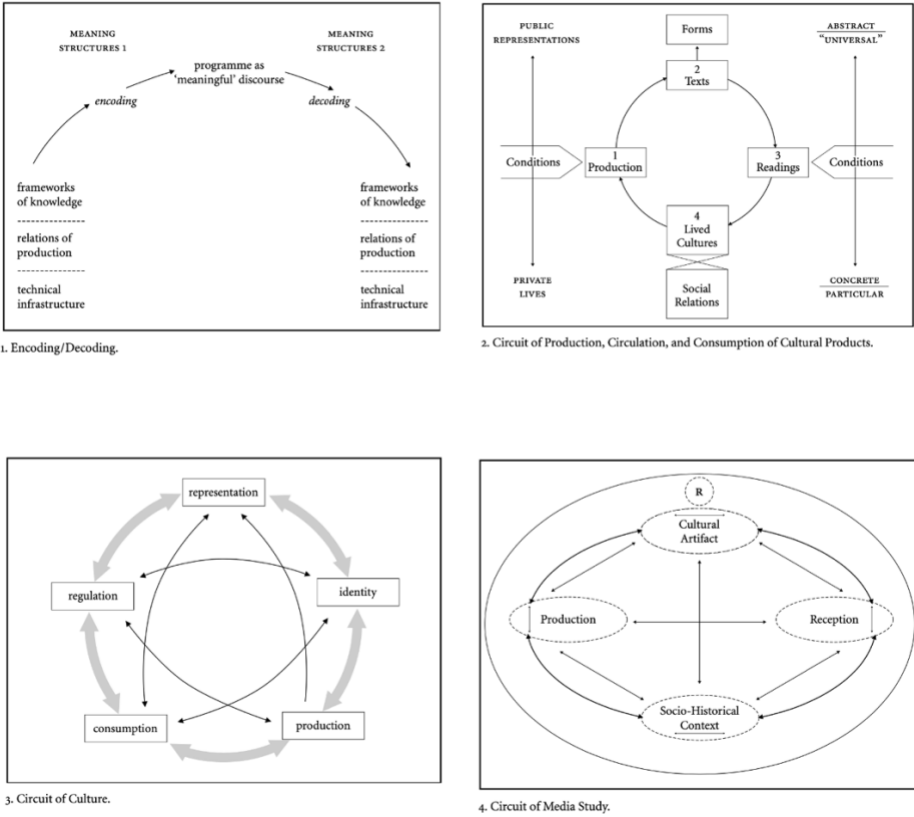 MEANING
STRUCTURES 1
MEANING
STRUCTURES 2
programme as
'meaningful' discourse
encoding
decoding
frameworks
of knowledge
relations of
production
technical
infrastructure
frameworks
of knowledge
relations of
production
technical
infrastructure
1. Encoding/Decoding.
PUBLIC
REPRESENTATIONS
Forms
ABSTRACT
"UNIVERSAL"
2
Texts
Conditions
1
Production
3
Readings
Conditions
4
Lived
Cultures
PRIVATE
LIVES
Social
Relations
CONCRETE
PARTICULAR
2. Circuit of Production, Circulation, and Consumption of Cultural Products.
representation
regulation
identity
consumption
production
3. Circuit of Culture.
R
Cultural
Artifact
Production
Reception
Socio-Historical
Context
4. Circuit of Media Study.